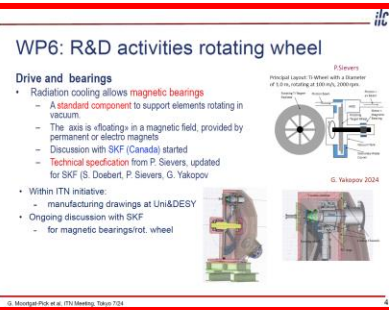 ilc
WP6: R&D activities rotating wheel
Drive and bearings
• Radiation cooling allows magnetic bearings
– A standard component to support elements rotating in
vacuum.
– The axis is «floating» in a magnetic field, provided by
permanent or electro magnets
– Discussion with SKF (Canada) started
– Technical specification from P. Sievers, updated
for SKF (S. Doebert, P. Sievers, G. Yakopov
• Within ITN initiative:
- manufacturing drawings at Uni&DESY
• Ongoing discussion with SKF
- for magnetic bearings/rot. wheel
P.Sievers
Principal Layout: Ti-Wheel with a Diameter
of 1.0 m, rotating at 100 m/s, 2000 rpm.
G. Yakopov 2024
G. Moortgat-Pick et al, ITN Meeting, Tokyo 7/24
4